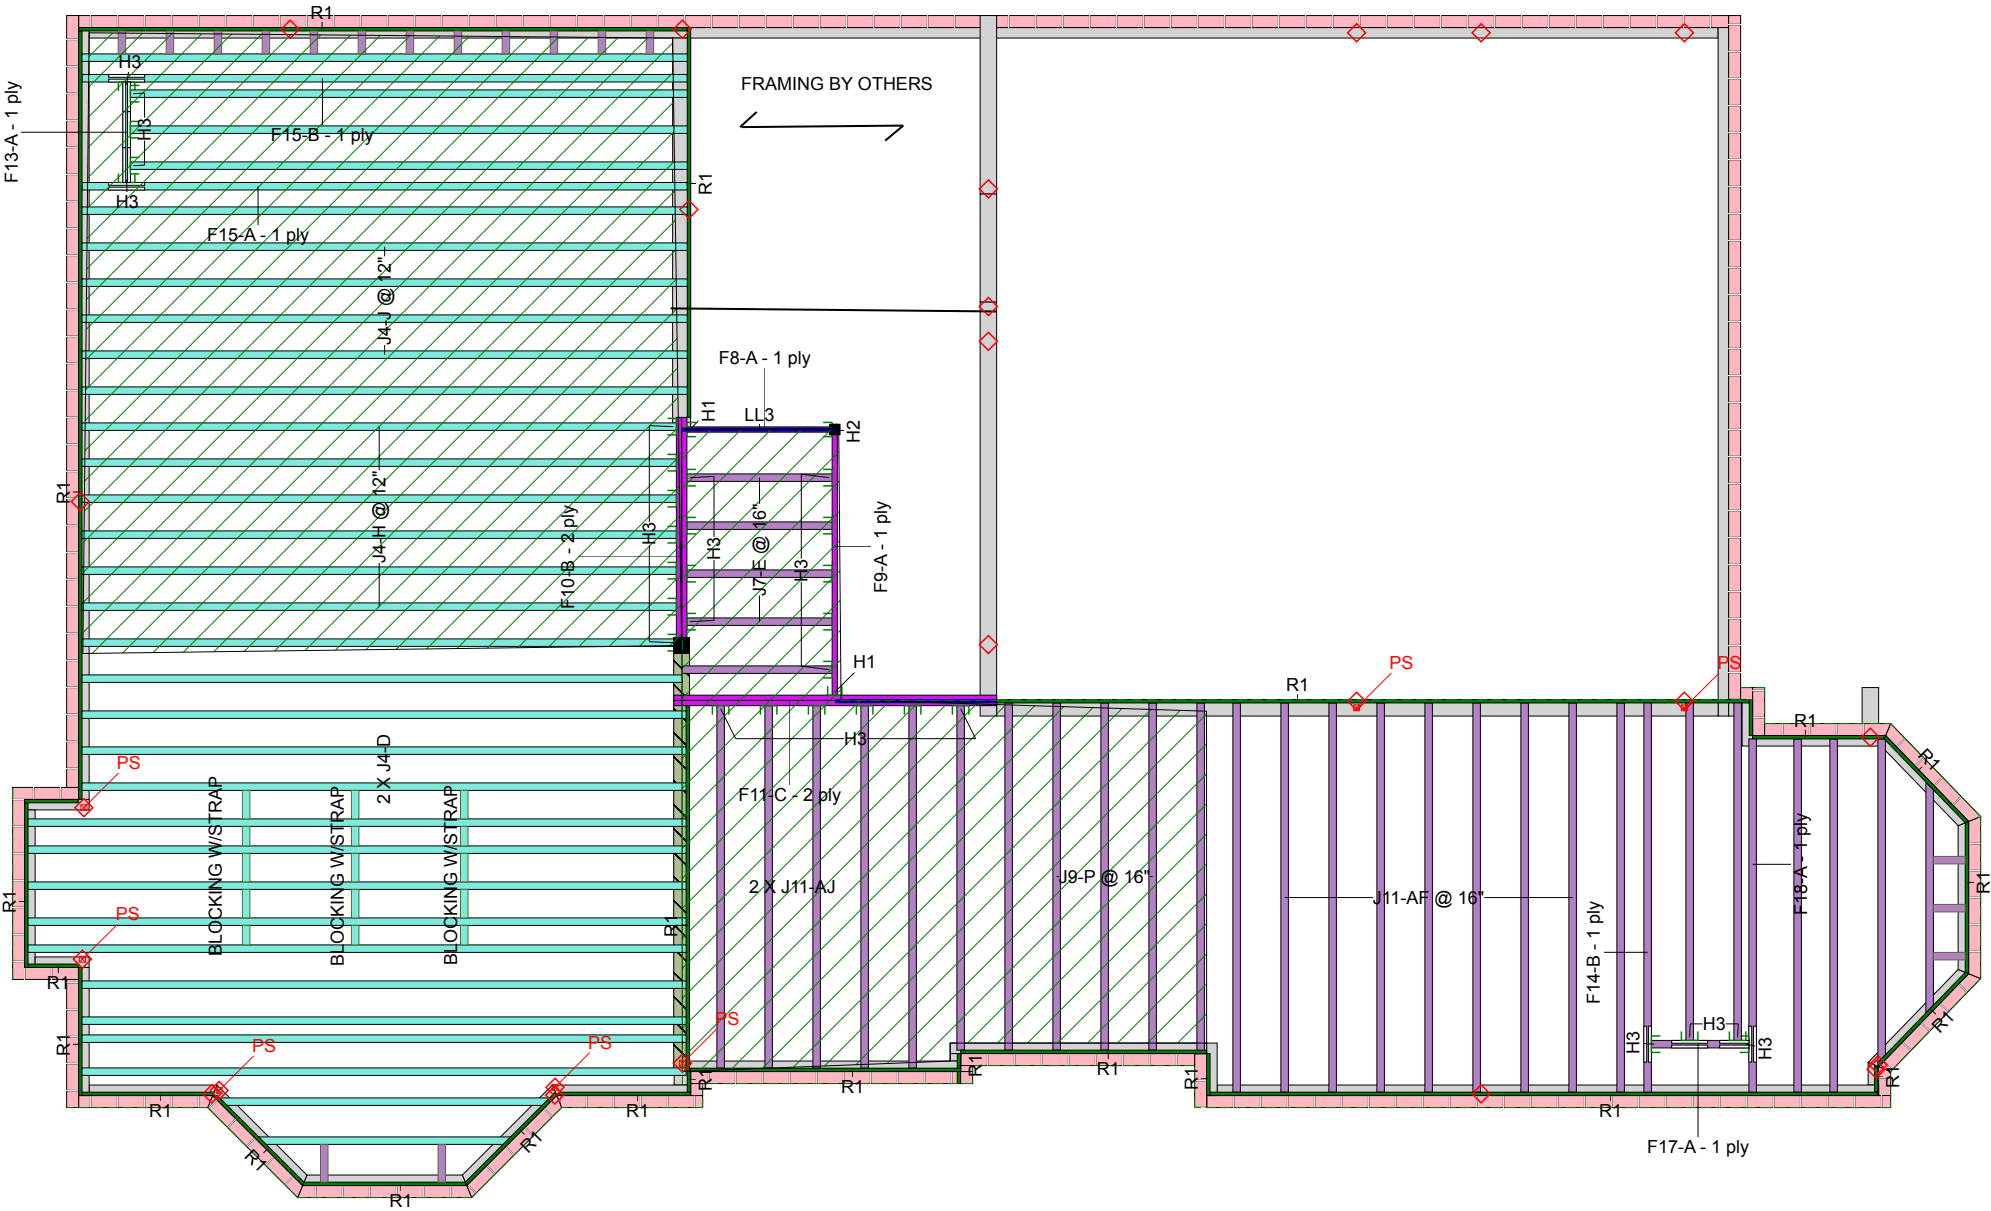 R1
FRAMING BY OTHERS
H3
F13-A - 1 ply
H3
F15-B - 1 ply
R1
H3
F15-A - 1 ply
J4-J @ 12"
F8-A - 1 ply
H1
LL3
H2
R1
J4-H @ 12"
F10-B - 2 ply
H3
H3
J7-E @ 16"
H3
F9-A - 1 ply
H1
PS
PS
R1
R1
R1
H3
PS
2 X J4-D
F11-C - 2 ply
BLOCKING W/STRAP
BLOCKING W/STRAP
BLOCKING W/STRAP
F18-A - 1 ply
J9-P @ 16"
2 X J11-AJ
J11-AF @ 16"
R1
R1
PS
R1
F14-B - 1 ply
R1
PS
R1
H3
H3
H3
R1
PS
PS
R1
R1
R1
R1
R1
R1
R1
R1
R1
R1
F17-A - 1 ply
R1
R1
R1